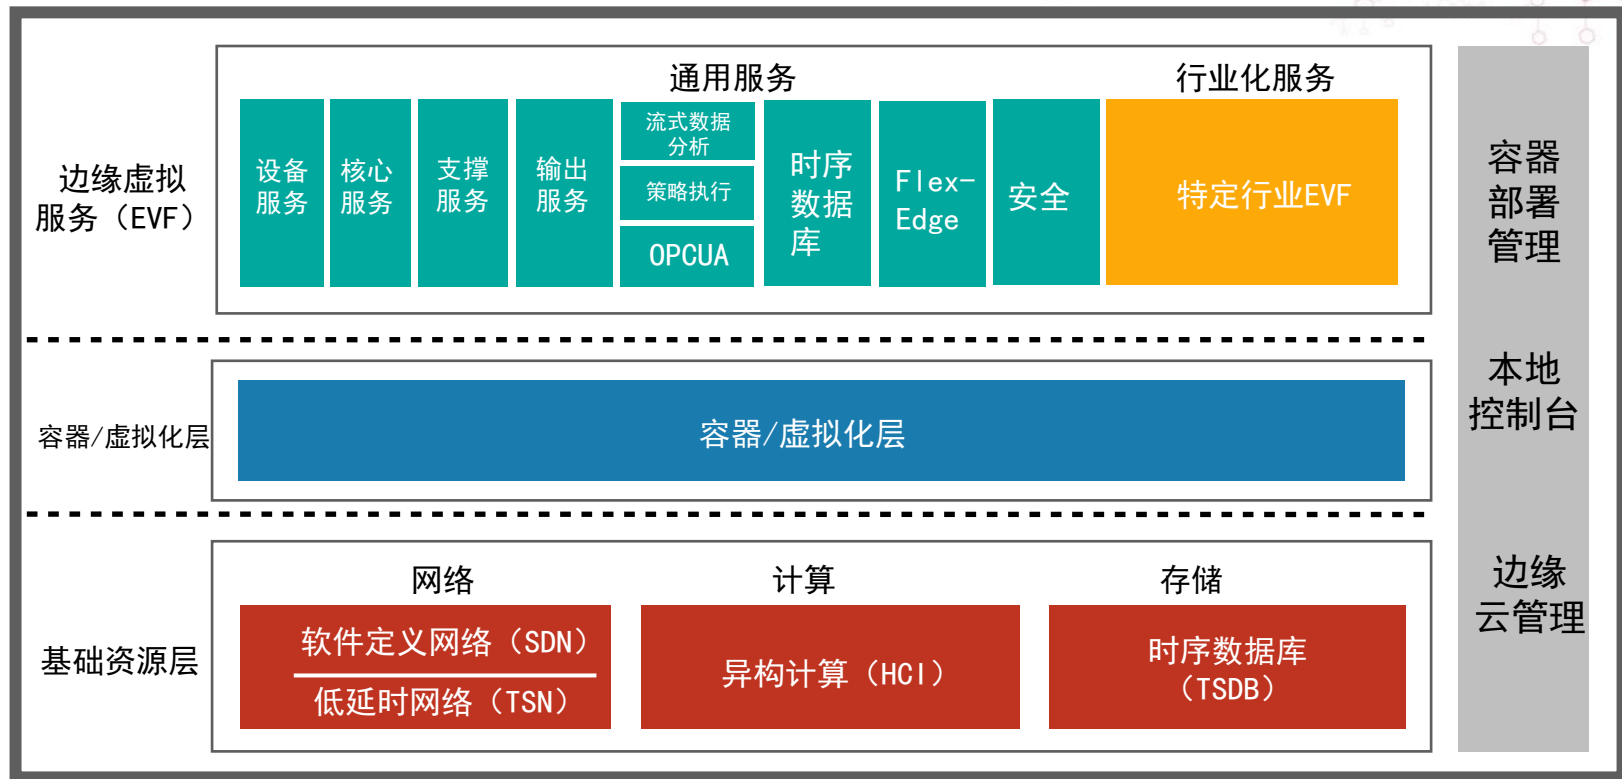 通用服务
行业化服务
边缘虚拟
服务（EVF）
设备
服务
核心
服务
支撑
服务
输出
服务
流式数据
分析
策略执行
OPCUA
时序
数据
库
Flex-
Edge
安全
特定行业EVF
容器/虚拟化层
容器/虚拟化层
基础资源层
网络
计算
存储
软件定义网络（SDN）
低延时网络（TSN）
异构计算（HCI）
时序数据库
（TSDB）
容器
部署
管理
本地
控制台
边缘
云管理